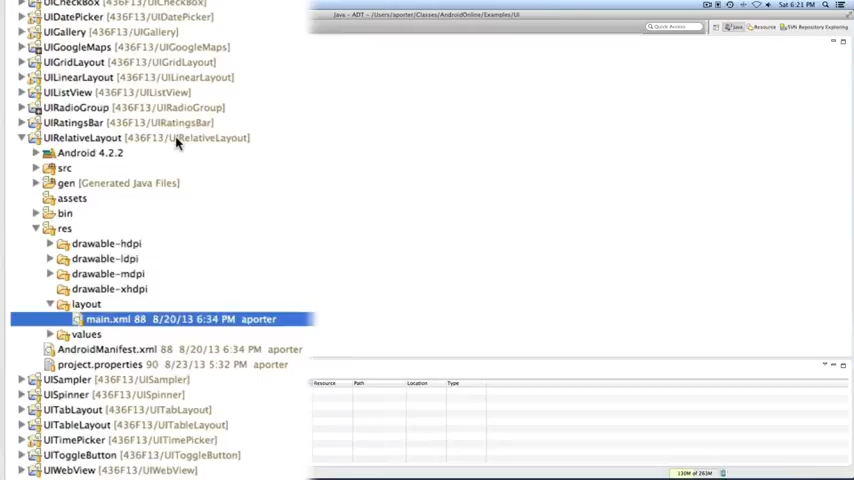 Sat 6:21 PM
Java - ADT - /Users/aporter/Classes/AndroidOnline/Examples/UI
Quick Access
Java
Resource
SVN Repository Exploring
UICheckBox [436F13/UICheckBox]
UIDatePicker [436F13/UIDatePicker]
UIGallery [436F13/UIGallery]
UIGoogleMaps [436F13/UIGoogleMaps]
UIGridLayout [436F13/UIGridLayout]
UILinearLayout [436F13/UILinearLayout]
UIListView [436F13/UIListView]
UIRadioGroup [436F13/UIRadioGroup]
UIRatingsBar [436F13/UIRatingsBar]
UIRelativeLayout [436F13/UIRelativeLayout]
Android 4.2.2
src
gen [Generated Java Files]
assets
bin
res
drawable-hdpi
drawable-ldpi
drawable-mdpi
drawable-xhdpi
layout
main.xml 88 8/20/13 6:34 PM aporter
values
AndroidManifest.xml 88 8/20/13 6:34 PM aporter
project.properties 90 8/23/13 5:32 PM aporter
UISampler [436F13/UISampler]
UISpinner [436F13/UISpinner]
UITabLayout [436F13/UITabLayout]
UITableLayout [436F13/UITableLayout]
UITimePicker [436F13/UITimePicker]
UIToggleButton [436F13/UIToggleButton]
UIWebView [436F13/UIWebView]
Resource Path Location Type
130M of 263M